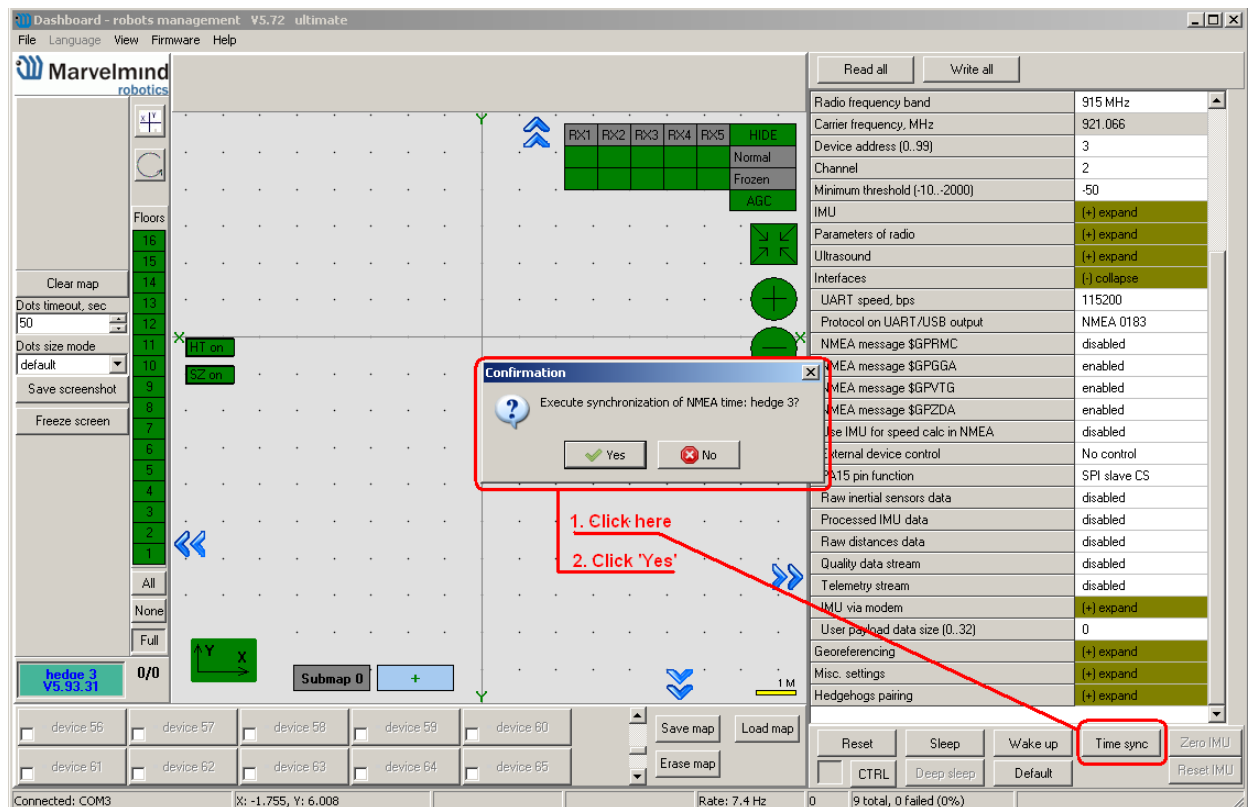 Dashboard - robots management V5.72 ultimate
File Language View Firmware Help
Marvelmind
robotics
Clear map
Dots timeout, sec
50
Dots size mode
default
Save screenshot
Freeze screen
hedge 3
V5.93.31
x y
Floors
16
15
14
13
12
11
10
9
8
7
6
5
4
3
2
1
All
None
Full
0/0
Y
RX1 RX2 RX3 RX4 RX5 HIDE
Normal
Frozen
AGC
X
X
HT on
SZ on
Confirmation
Execute synchronization of NMEA time: hedge 3?
Yes No
1. Click here
2. Click 'Yes'
Y
X
Submap 0 +
Y
1 M
Read all Write all
Radio frequency band 915 MHz
Carrier frequency, MHz 921.066
Device address (0..99) 3
Channel 2
Minimum threshold (-10..-2000) -50
IMU (+) expand
Parameters of radio (+) expand
Ultrasound (+) expand
Interfaces (-) collapse
UART speed, bps 115200
Protocol on UART/USB output NMEA 0183
NMEA message $GPRMC disabled
NMEA message $GPGGA enabled
NMEA message $GPVTG enabled
NMEA message $GPZDA enabled
Use IMU for speed calc in NMEA disabled
External device control No control
PA15 pin function SPI slave CS
Raw inertial sensors data disabled
Processed IMU data disabled
Raw distances data disabled
Quality data stream disabled
Telemetry stream disabled
IMU via modem (+) expand
User payload data size (0..32) 0
Georeferencing (+) expand
Misc. settings (+) expand
Hedgehogs pairing (+) expand
device 56 device 57 device 58 device 59 device 60
device 61 device 62 device 63 device 64 device 65
Save map Load map
Erase map
Reset Sleep Wake up Time sync Zero IMU
CTRL Deep sleep Default Reset IMU
Connected: COM3 X: -1.755, Y: 6.008 Rate: 7.4 Hz 0 9 total, 0 failed (0%)